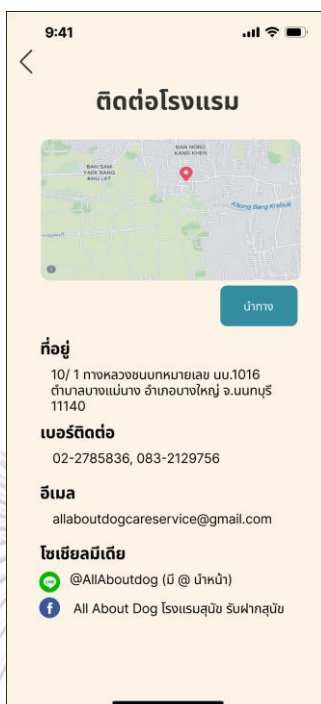 9:41
ติดต่อโรงแรม
BAN NONG
KANG KHEN
BAN SAM
YAEK BANG
KHU LAT
Khlong Bang Krabue
นำทาง
ที่อยู่
10/ 1 ทางหลวงชนบทหมายเลข นบ.1016
ตำบลบางแม่นาง อำเภอบางใหญ่ จ.นนทบุรี
11140
เบอร์ติดต่อ
02-2785836, 083-2129756
อีเมล
allaboutdogcareservice@gmail.com
โซเชียลมีเดีย
@AllAboutdog (มี @ นำหน้า)
All About Dog โรงแรมสุนัข รับฝากสุนัข